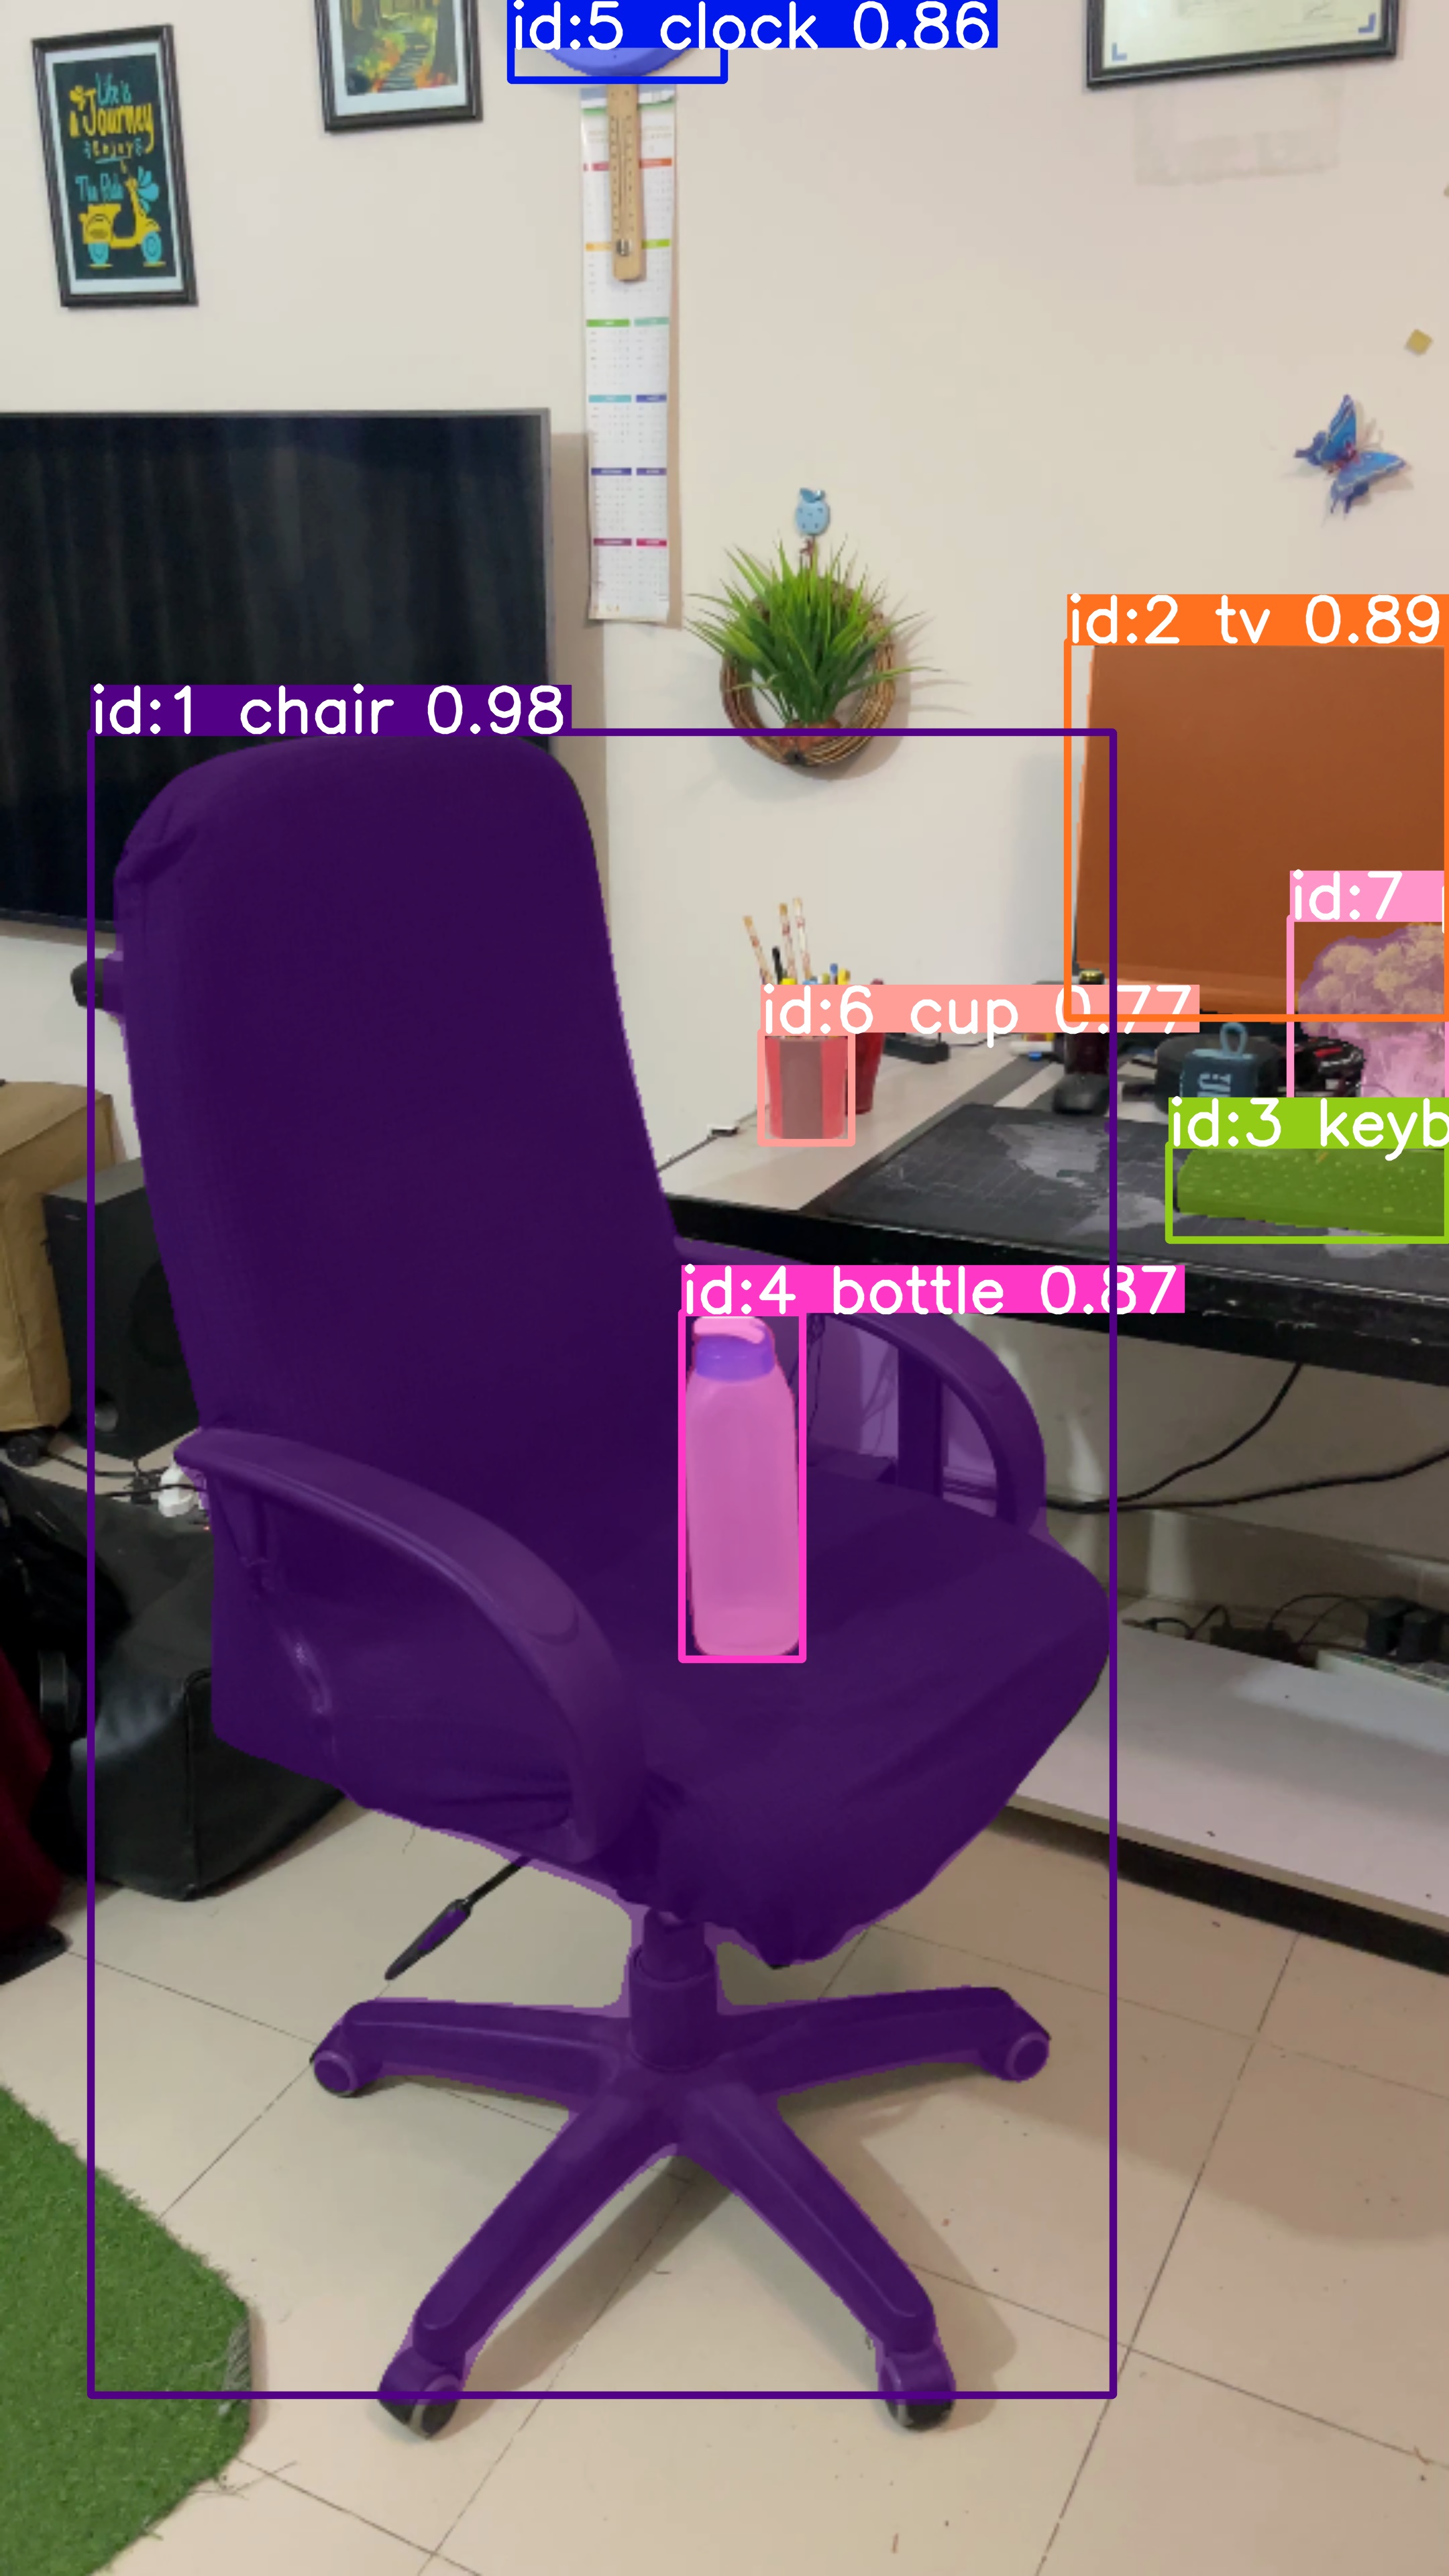 id:5 clock 0.86
Life is
a Journey
Enjoy
The Ride
id:2 tv 0.89
id:1 chair 0.98
id:7
id:6 cup 0.77
id:3 keyb
id:4 bottle 0.87